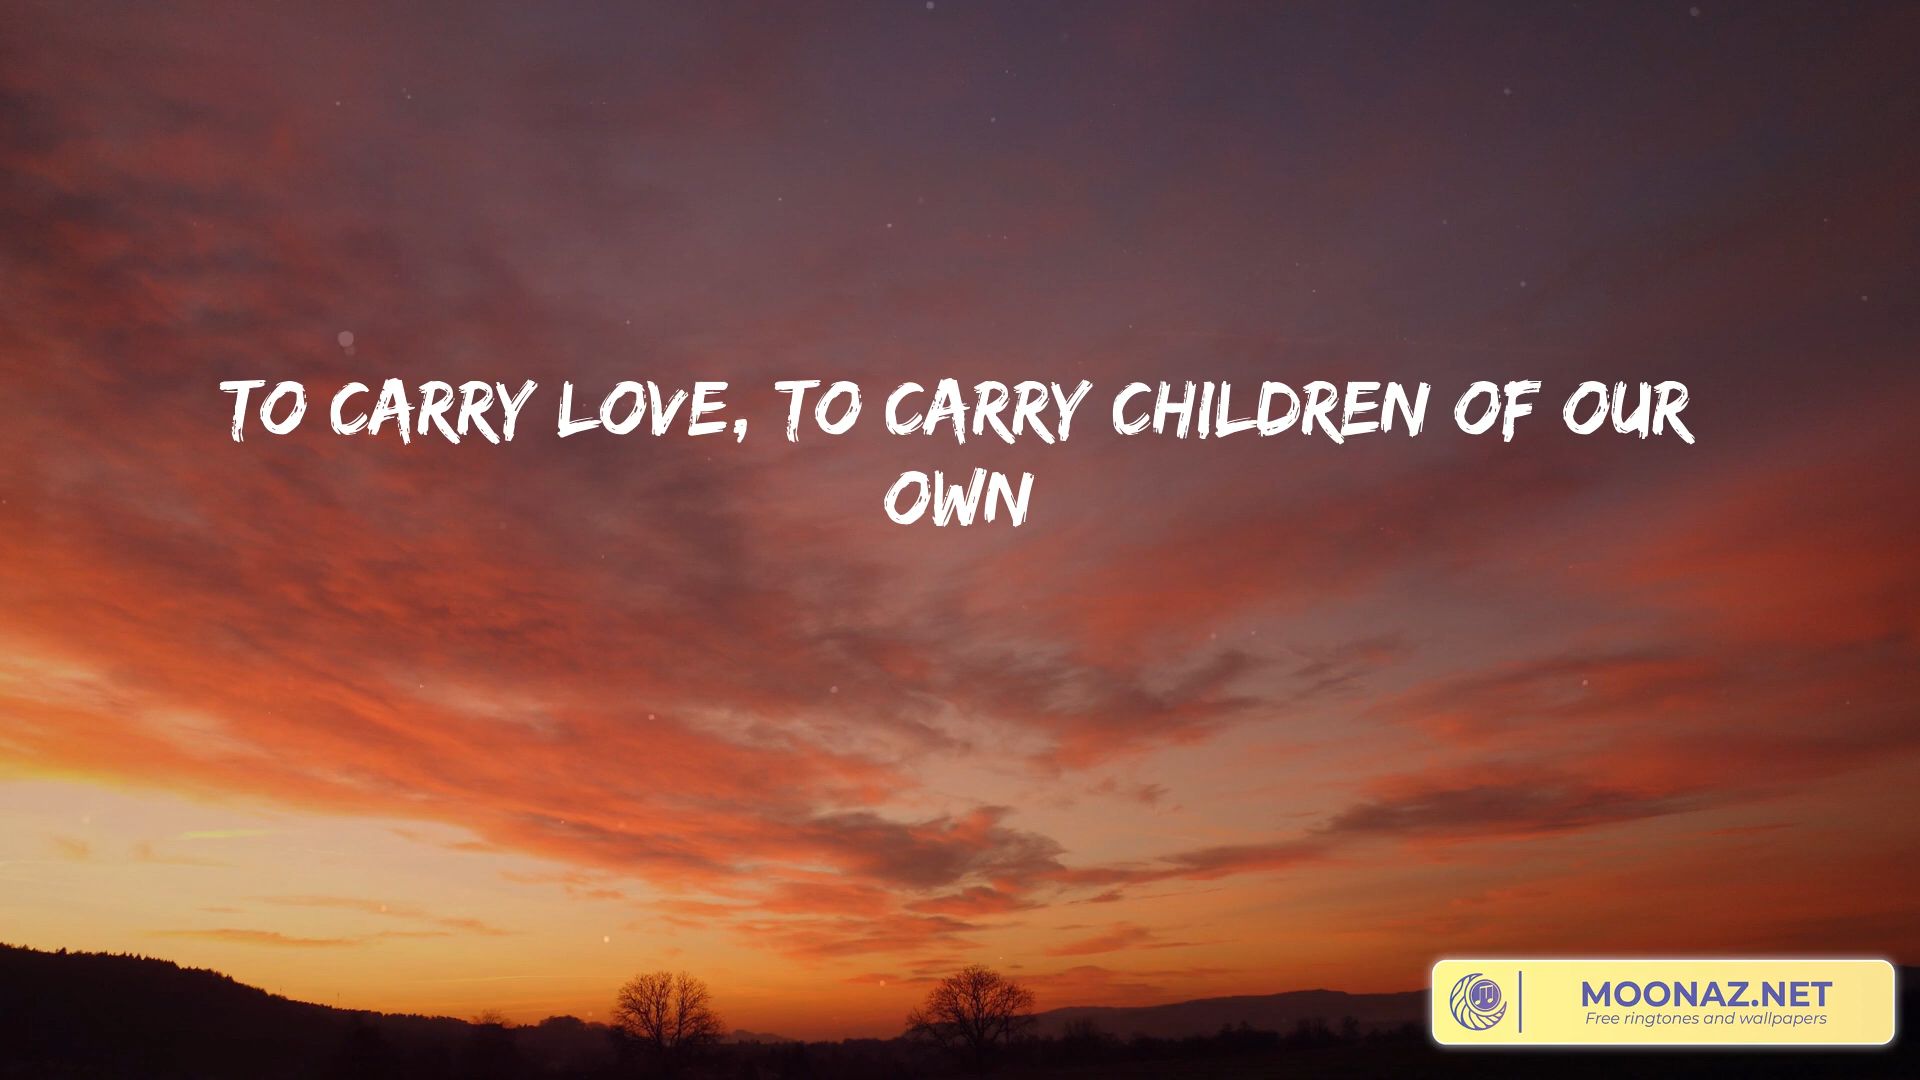 TO CARRY LOVE, TO CARRY CHILDREN OF OUR
OWN
MOONAZ.NET
Free ringtones and wallpapers